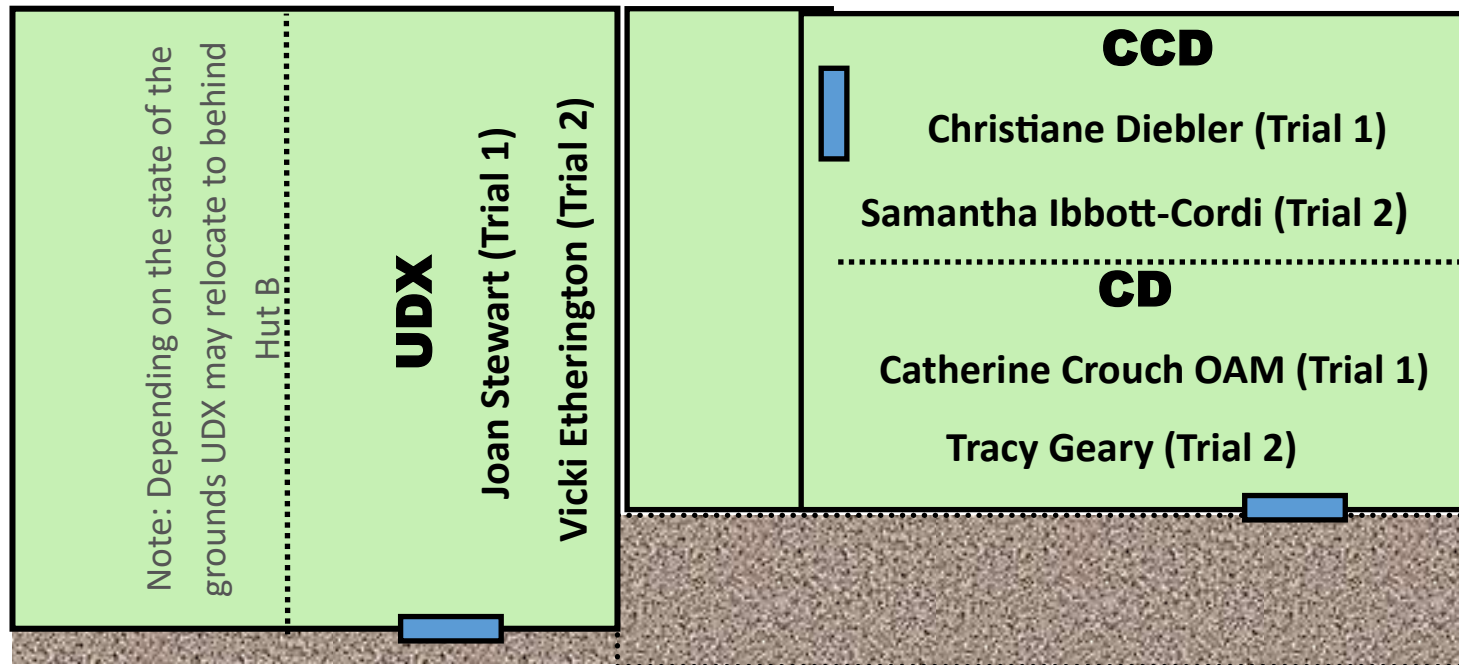 Note: Depending on the state of the
grounds UDX may relocate to behind
Hut B
UDX
Joan Stewart (Trial 1)
Vicki Etherington (Trial 2)
CCD
Christiane Diebler (Trial 1)
Samantha Ibbott-Cordi (Trial 2)
CD
Catherine Crouch OAM (Trial 1)
Tracy Geary (Trial 2)